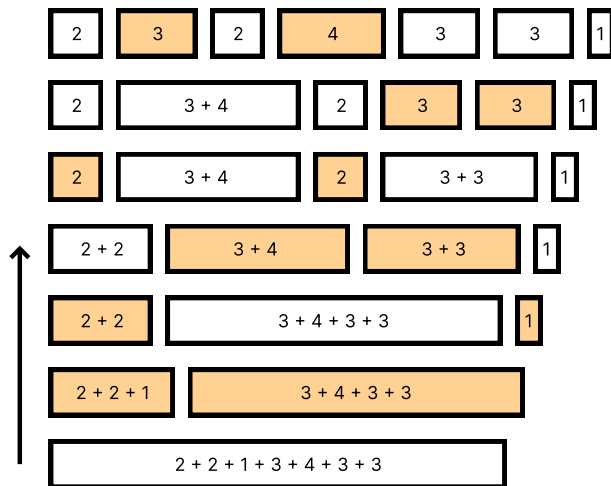 2 3 2 4 3 3 1
2 3 + 4 2 3 3 1
2 3 + 4 2 3 + 3 1
2 + 2 3 + 4 3 + 3 1
2 + 2 3 + 4 + 3 + 3 1
2 + 2 + 1 3 + 4 + 3 + 3
2 + 2 + 1 + 3 + 4 + 3 + 3